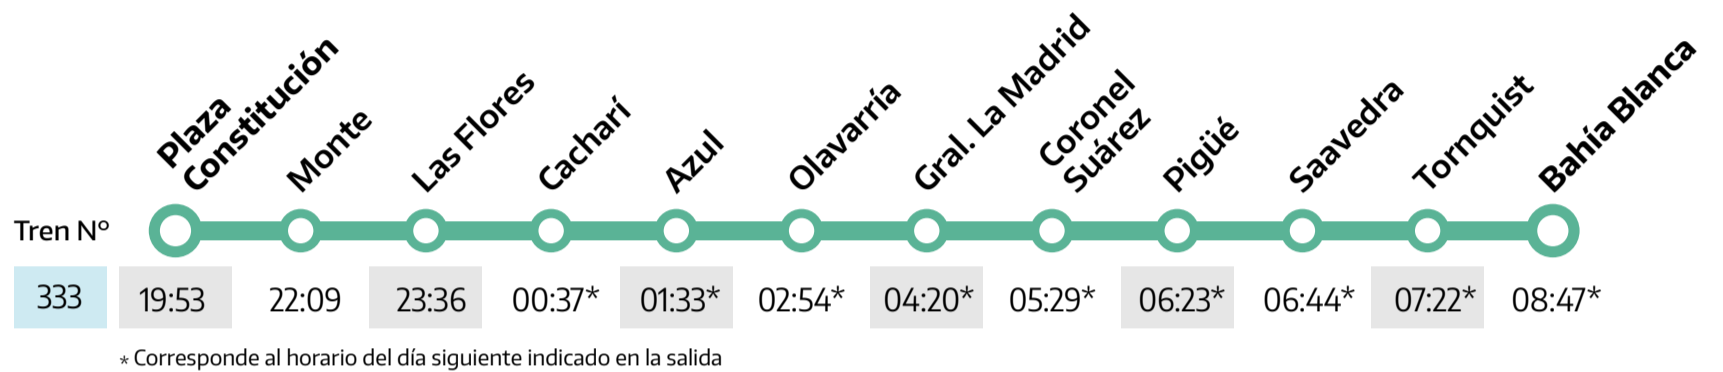 Plaza
Constitución
Monte
Las Flores
Cacharí
Azul
Olavarría
Gral. La Madrid
Coronel
Suárez
Pigüé
Saavedra
Tornquist
Bahía Blanca
Tren Nº
333 19:53 22:09 23:36 00:37* 01:33* 02:54* 04:20* 05:29* 06:23* 06:44* 07:22* 08:47*
* Corresponde al horario del día siguiente indicado en la salida